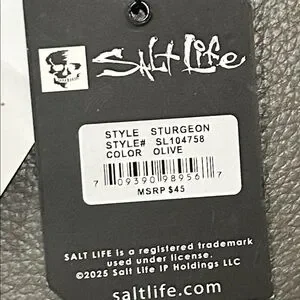 Salt Life
STYLE STURGEON
STYLE# SL104758
COLOR OLIVE
7 09390 98956 7
MSRP $45
SALT LIFE is a registered trademark
used under license.
©2025 Salt Life IP Holdings LLC
saltlife.com